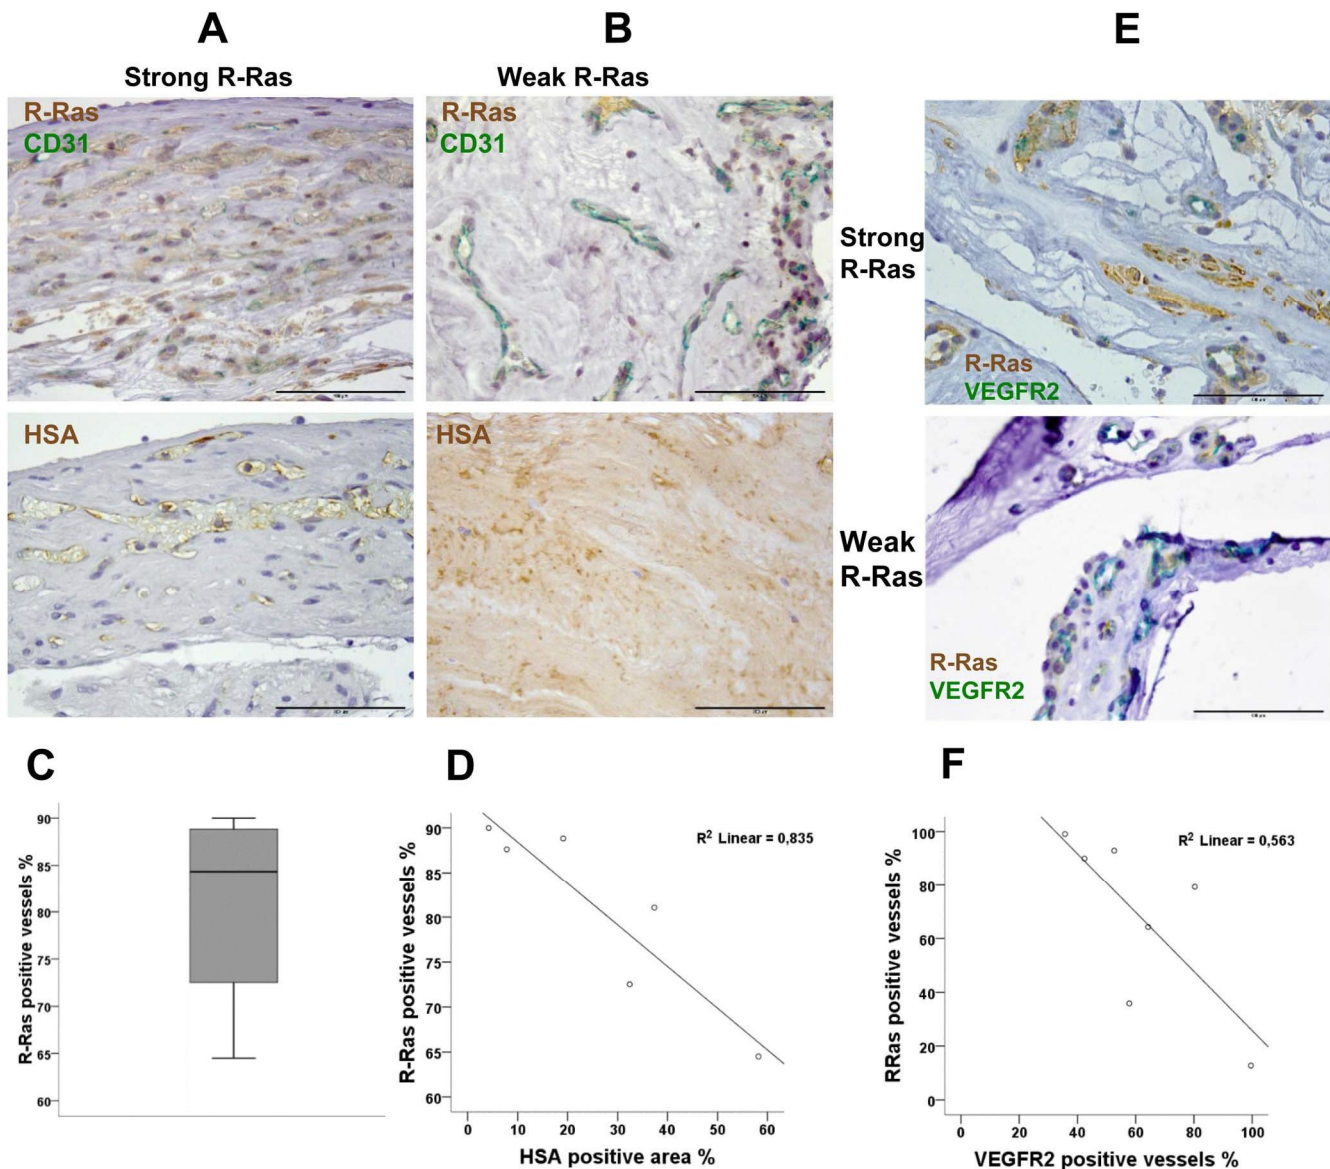 A
B
E
Strong R-Ras
Weak R-Ras
R-Ras
CD31
R-Ras
CD31
Strong
R-Ras
R-Ras
VEGFR2
HSA
HSA
Weak
R-Ras
R-Ras
VEGFR2
C
D
F
R-Ras positive vessels %
90
85
80
75
70
65
60
R-Ras positive vessels %
90
85
80
75
70
65
60
R² Linear = 0,835
0 10 20 30 40 50 60
HSA positive area %
RRas positive vessels %
100
80
60
40
20
0
R² Linear = 0,563
0 20 40 60 80 100
VEGFR2 positive vessels %